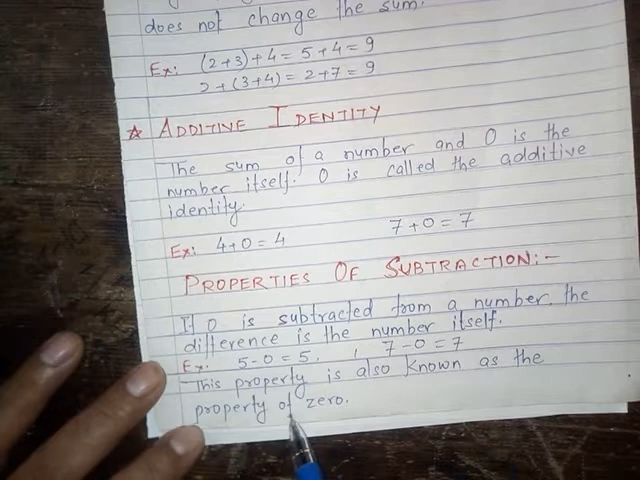 does not change the sum.
Ex: (2+3)+4 = 5+4 = 9
2+(3+4) = 2+7 = 9
☆ ADDITIVE IDENTITY
The sum of a number and 0 is the
number itself. 0 is called the additive
identity.
Ex: 4+0 = 4 7+0 = 7
PROPERTIES OF SUBTRACTION:-
If 0 is subtracted from a number, the
difference is the number itself.
Ex: 5-0 = 5, , 7-0 = 7
This property is also known as the
property of zero.